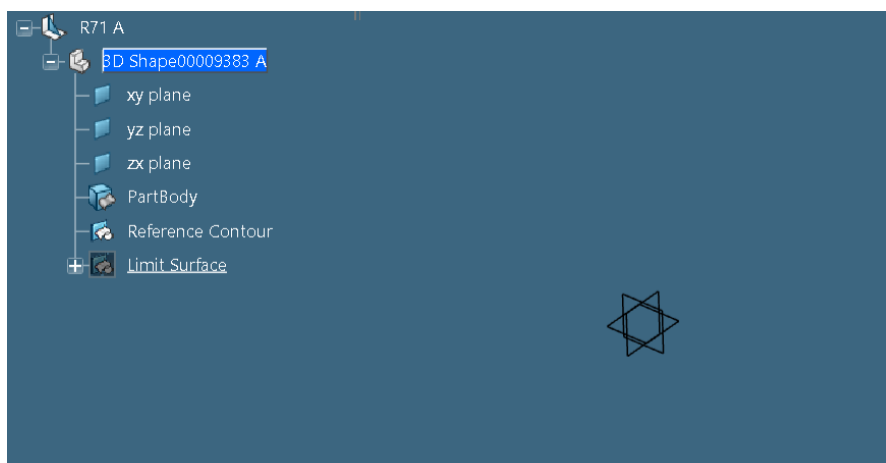 R71 A
3D Shape00009383 A
xy plane
yz plane
zx plane
PartBody
Reference Contour
Limit Surface